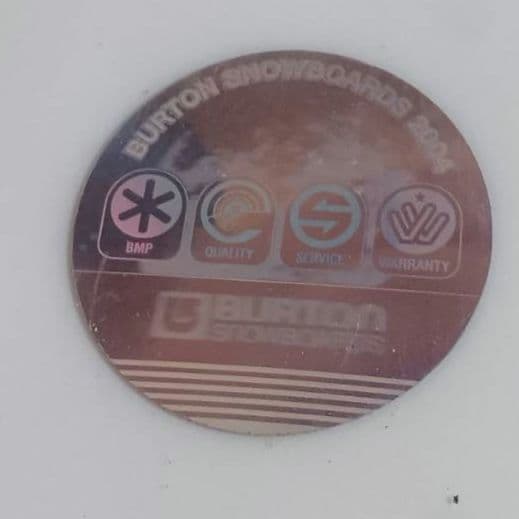 BURTON SNOWBOARDS 2004
BMP
QUALITY
SERVICE
WARRANTY
BURTON
SNOWBOARDS